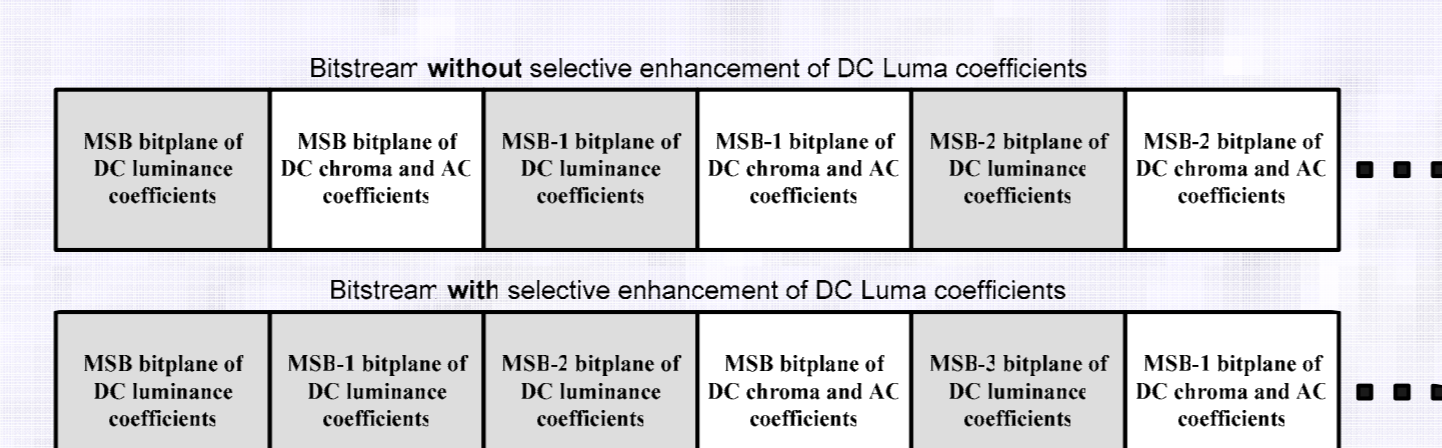 Bitstream without selective enhancement of DC Luma coefficients
MSB bitplane of
DC luminance
coefficients
MSB bitplane of
DC chroma and AC
coefficients
MSB-1 bitplane of
DC luminance
coefficients
MSB-1 bitplane of
DC chroma and AC
coefficients
MSB-2 bitplane of
DC luminance
coefficients
MSB-2 bitplane of
DC chroma and AC
coefficients
Bitstream with selective enhancement of DC Luma coefficients
MSB bitplane of
DC luminance
coefficients
MSB-1 bitplane of
DC luminance
coefficients
MSB-2 bitplane of
DC luminance
coefficients
MSB bitplane of
DC chroma and AC
coefficients
MSB-3 bitplane of
DC luminance
coefficients
MSB-1 bitplane of
DC chroma and AC
coefficients